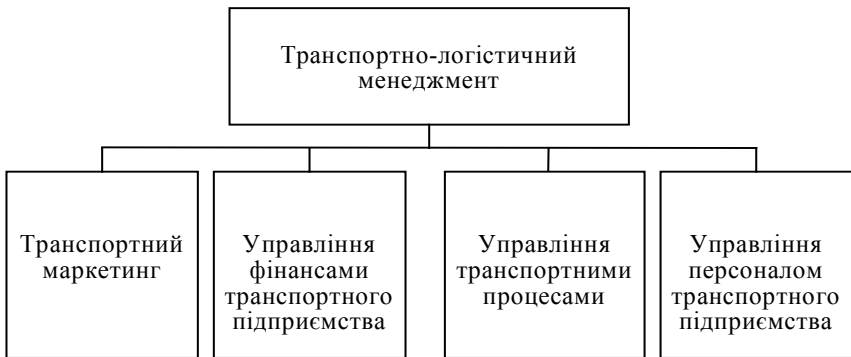 Транспортно-логістичний
менеджмент
Транспортний
маркетинг
Управління
фінансами
транспортного
підприємства
Управління
транспортними
процесами
Управління
персоналом
транспортного
підприємства